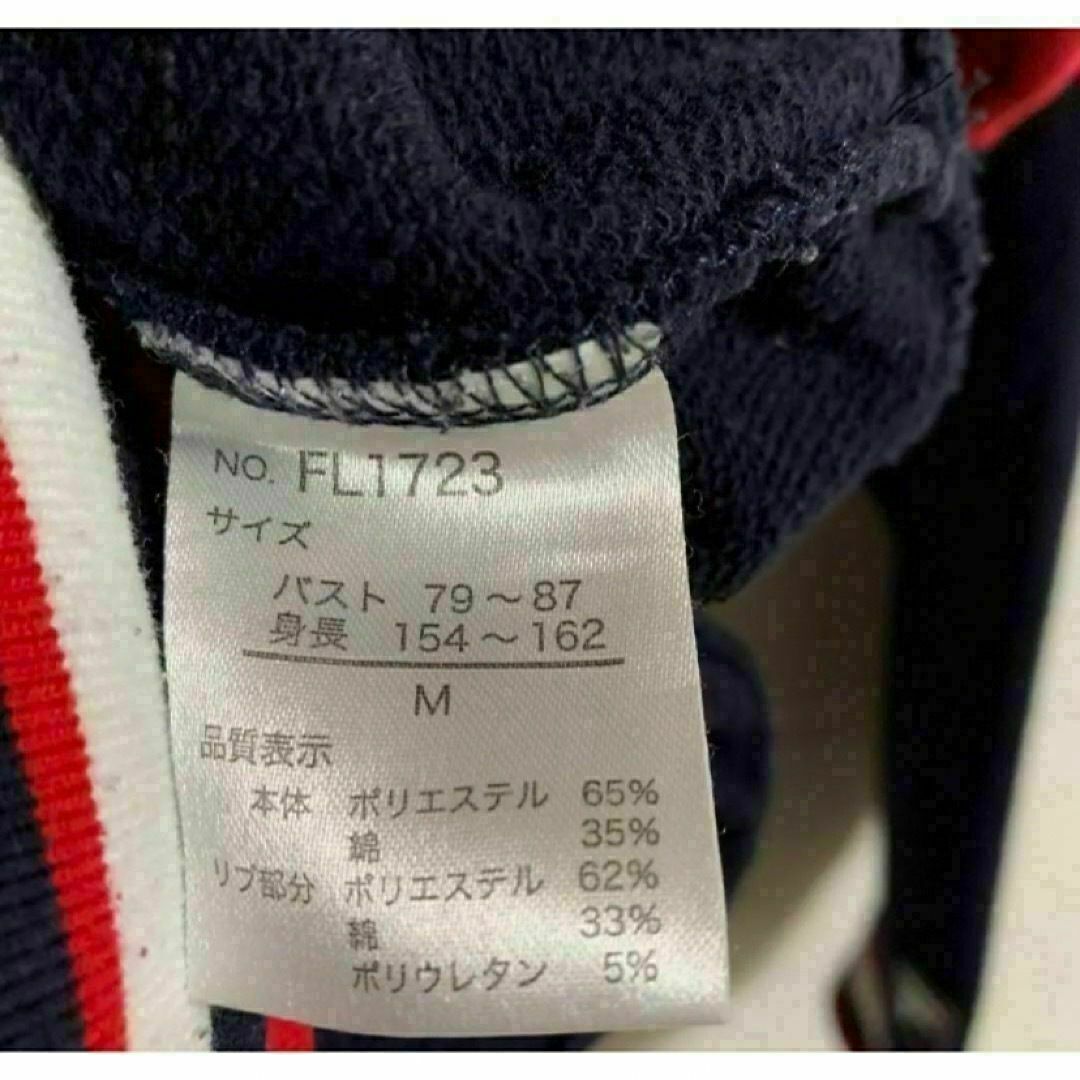 NO. FL1723
サイズ
バスト 79～87
身長 154～162
M
品質表示
本体 ポリエステル 65%
綿 35%
リブ部分 ポリエステル 62%
綿 33%
ポリウレタン 5%